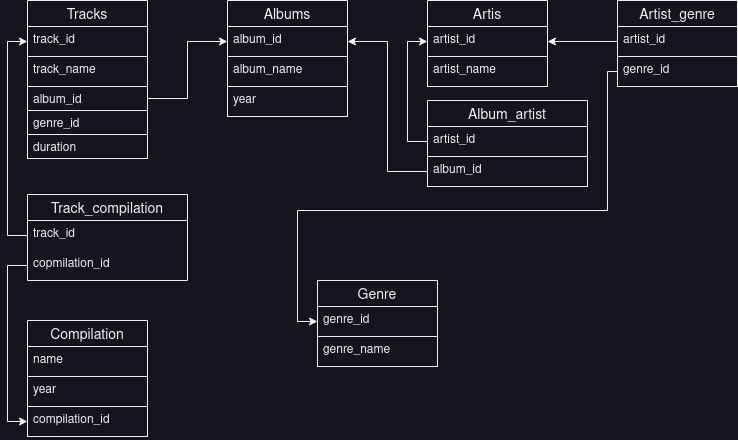 Tracks
track_id
track_name
album_id
genre_id
duration
Albums
album_id
album_name
year
Artis
artist_id
artist_name
Artist_genre
artist_id
genre_id
Album_artist
artist_id
album_id
Track_compilation
track_id
copmilation_id
Genre
genre_id
genre_name
Compilation
name
year
compilation_id